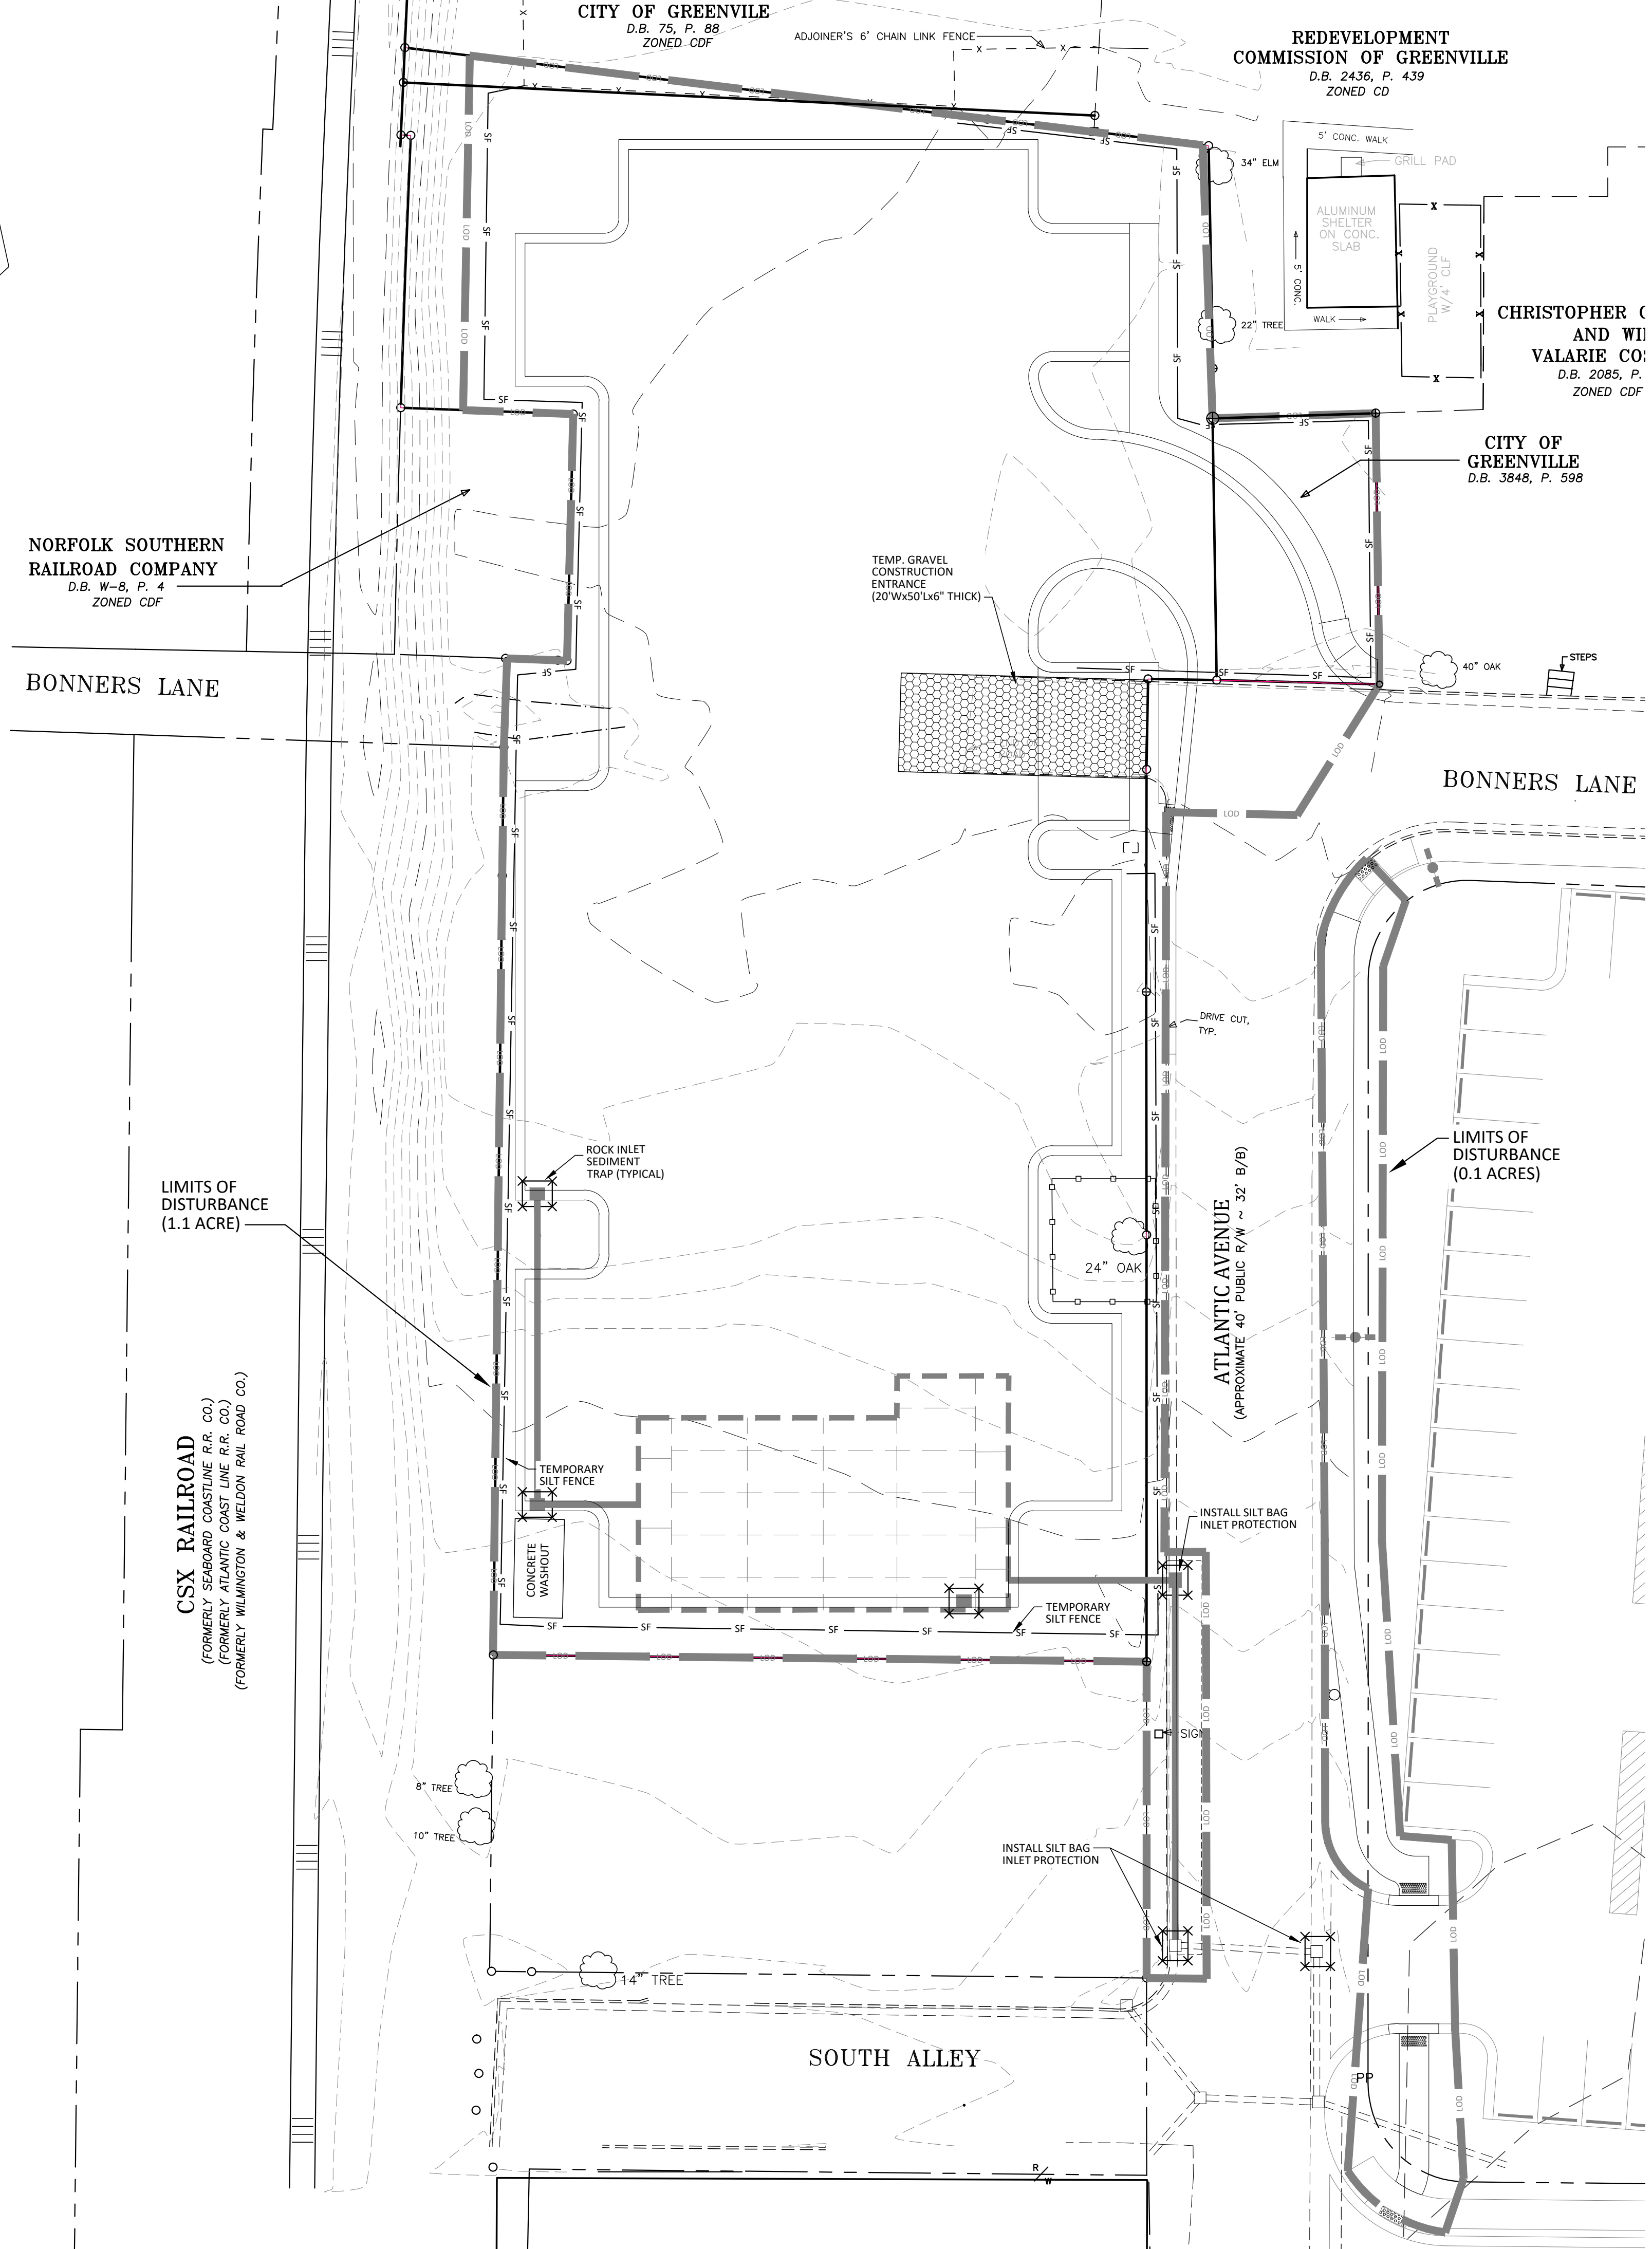 CITY OF GREENVILE
D.B. 75, P. 88
ZONED CDF
ADJOINER'S 6' CHAIN LINK FENCE
REDEVELOPMENT
COMMISSION OF GREENVILLE
D.B. 2436, P. 439
ZONED CD
5' CONC. WALK
GRILL PAD
34" ELM
ALUMINUM
SHELTER
ON CONC.
SLAB
PLAYGROUND
W/4' CLF
5' CONC.
WALK
22" TREE
CHRISTOPHER
AND
VALARIE
D.B. 2085, P.
ZONED CDF
CITY OF
GREENVILLE
D.B. 3848, P. 598
NORFOLK SOUTHERN
RAILROAD COMPANY
D.B. W-8, P. 4
ZONED CDF
TEMP. GRAVEL
CONSTRUCTION
ENTRANCE
(20'Wx50'Lx6" THICK)
40" OAK
STEPS
BONNERS LANE
BONNERS LANE
LOD
SF
DRIVE CUT,
TYP.
ROCK INLET
SEDIMENT
TRAP (TYPICAL)
LIMITS OF
DISTURBANCE
(1.1 ACRE)
LIMITS OF
DISTURBANCE
(0.1 ACRES)
24" OAK
ATLANTIC AVENUE
(APPROXIMATE 40' PUBLIC R/W ~ 32' B/B)
CSX RAILROAD
(FORMERLY SEABOARD COASTLINE R.R. CO.)
(FORMERLY ATLANTIC COAST LINE R.R. CO.)
(FORMERLY WILMINGTON & WELDON RAIL ROAD CO.)
TEMPORARY
SILT FENCE
CONCRETE
WASHOUT
INSTALL SILT BAG
INLET PROTECTION
TEMPORARY
SILT FENCE
SIGN
8" TREE
10" TREE
INSTALL SILT BAG
INLET PROTECTION
14" TREE
SOUTH ALLEY
PP
R/W